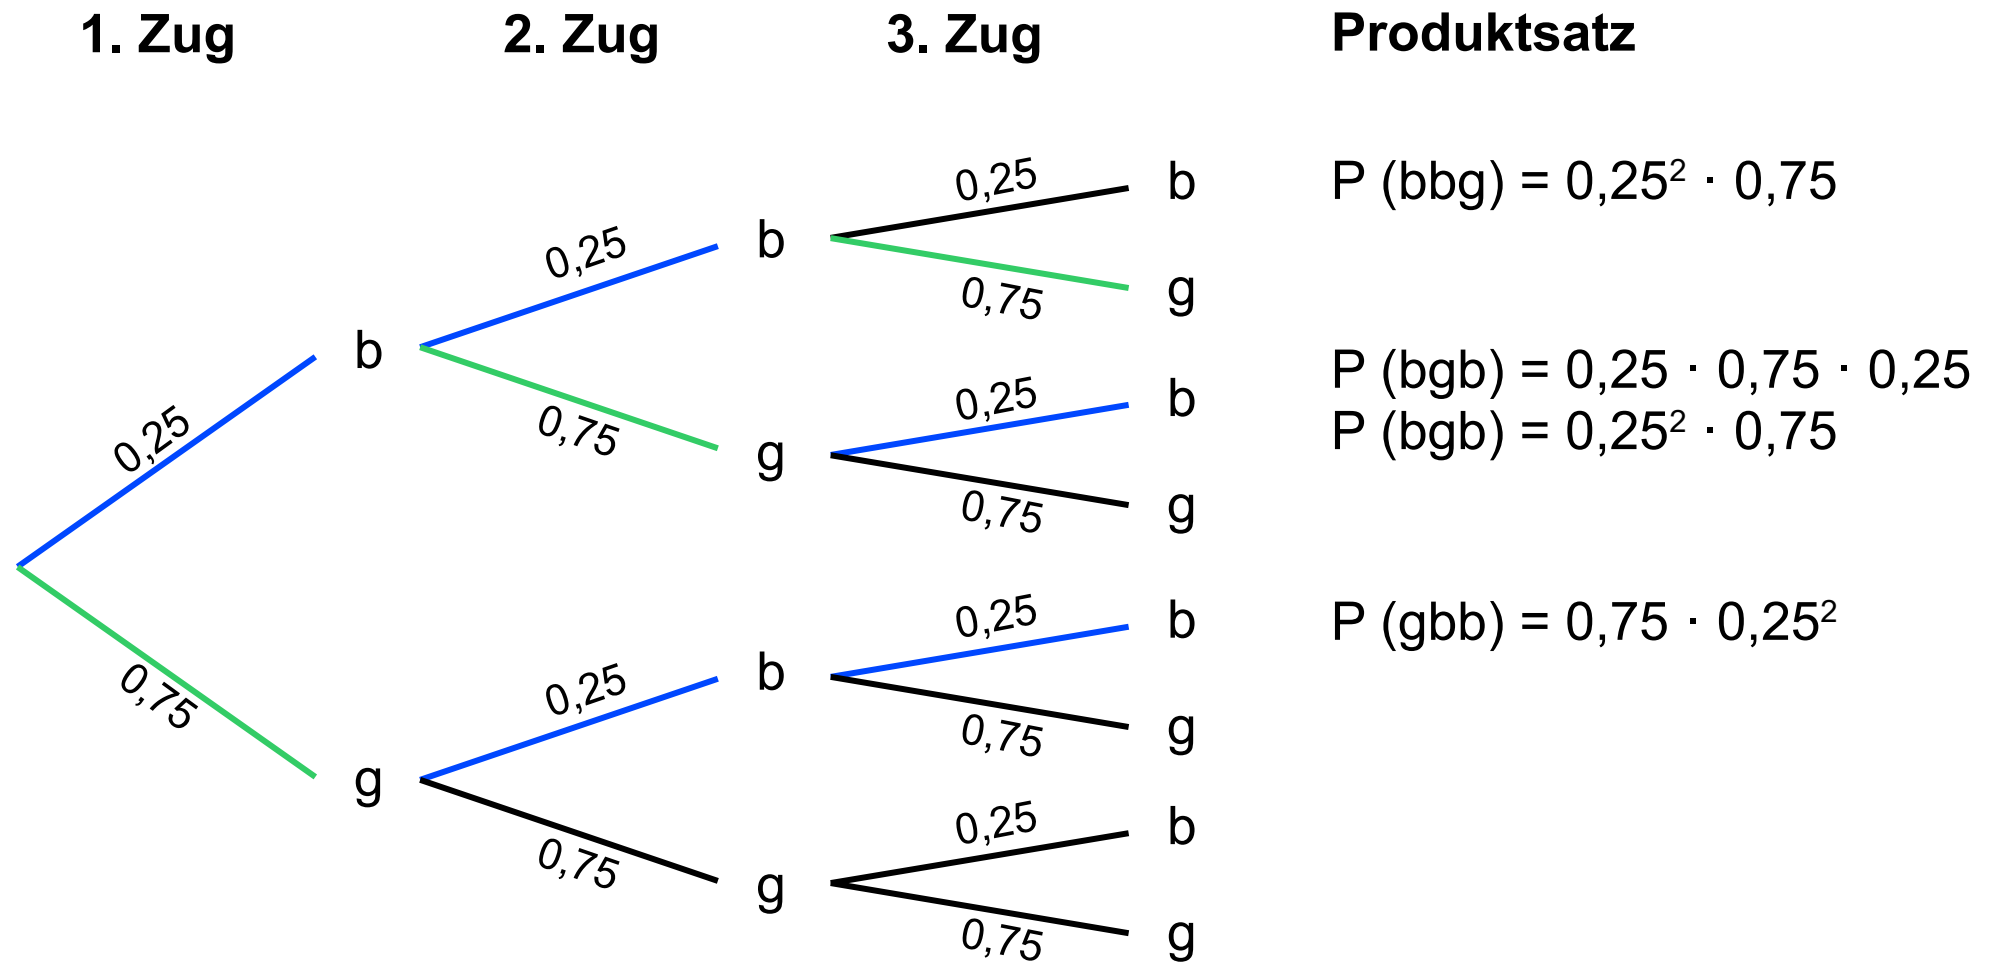 1. Zug 2. Zug 3. Zug Produktsatz
0,25 b P (bbg) = 0,25² · 0,75
0,25 b
0,75 g
0,25 b
0,25 b P (bgb) = 0,25 · 0,75 · 0,25
0,75 g P (bgb) = 0,25² · 0,75
0,75 g
0,25 b P (gbb) = 0,75 · 0,25²
0,25 b
0,75 g
0,75 g
0,25 b
0,75 g
0,75 g